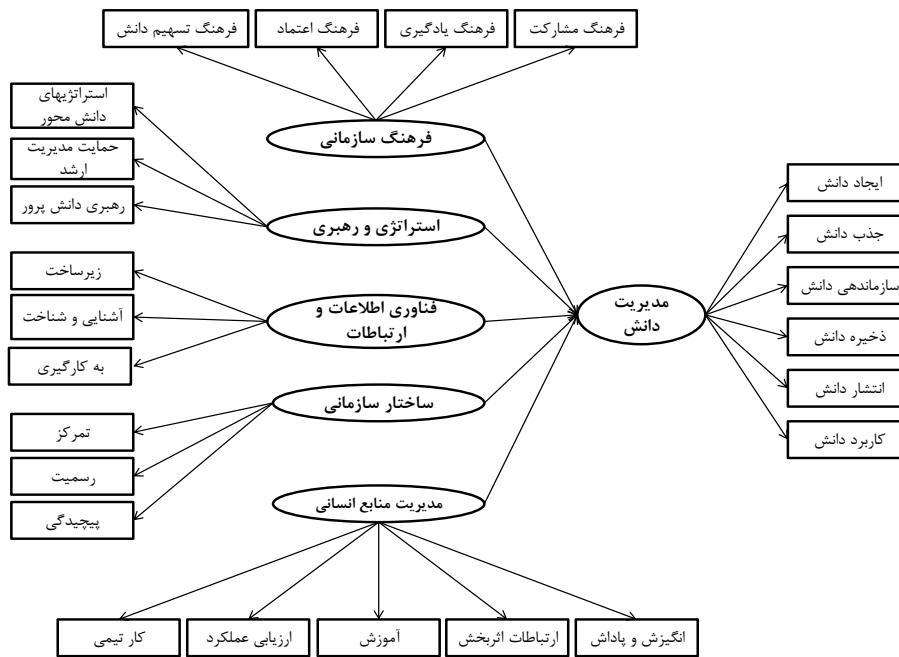 فرهنگ مشارکت
فرهنگ یادگیری
فرهنگ اعتماد
فرهنگ تسهیم دانش
فرهنگ سازمانی
استراتژیهای
دانش محور
حمایت مدیریت
ارشد
رهبری دانش پرور
استراتژی و رهبری
زیرساخت
آشنایی و شناخت
به کارگیری
فناوری اطلاعات و
ارتباطات
ساختار سازمانی
تمرکز
رسمیت
پیچیدگی
مدیریت منابع انسانی
انگیزش و پاداش
ارتباطات اثربخش
آموزش
ارزیابی عملکرد
کار تیمی
مدیریت
دانش
ایجاد دانش
جذب دانش
سازماندهی دانش
ذخیره دانش
انتشار دانش
کاربرد دانش